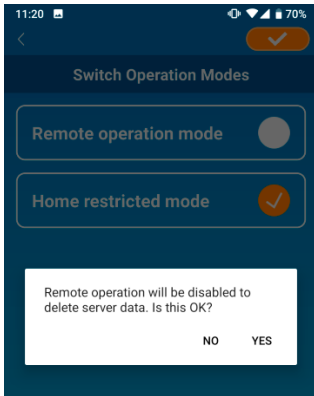 11:20 70%
Switch Operation Modes
Remote operation mode
Home restricted mode
Remote operation will be disabled to
delete server data. Is this OK?
NO YES